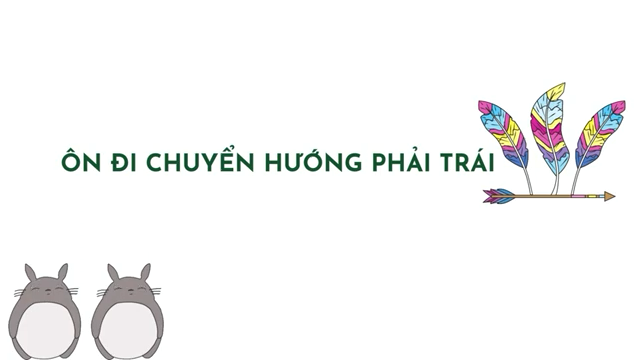 ÔN ĐI CHUYỂN HƯỚNG PHẢI TRÁI